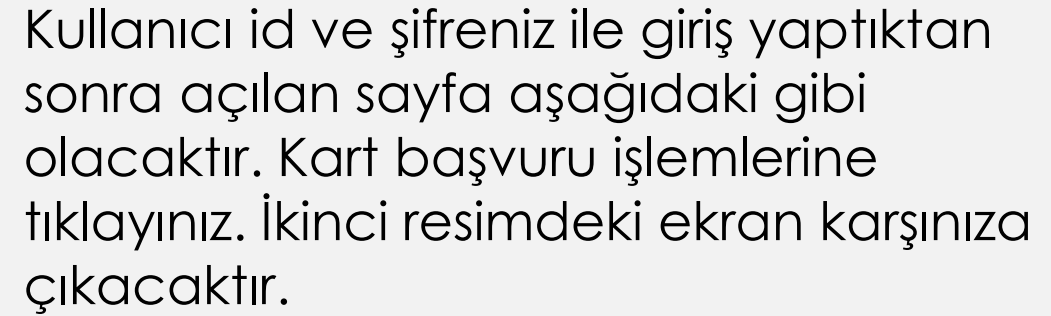 Kullanıcı id ve şifreniz ile giriş yaptıktan
sonra açılan sayfa aşağıdaki gibi
olacaktır. Kart başvuru işlemlerine
tıklayınız. İkinci resimdeki ekran karşınıza
çıkacaktır.